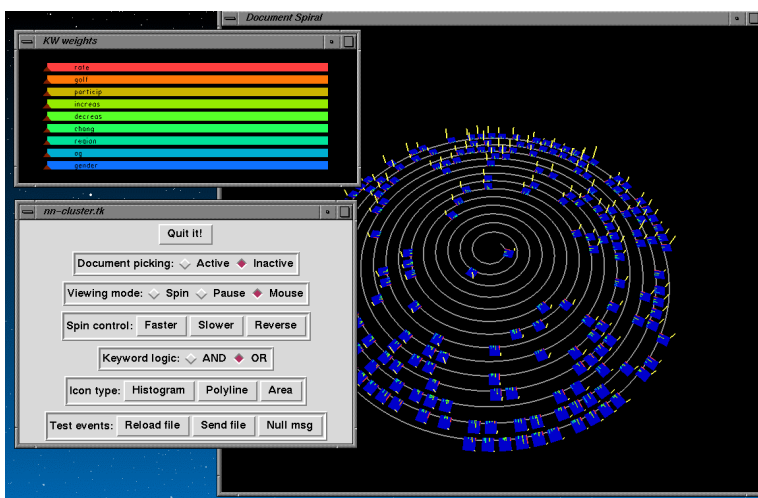 Document Spiral
KW weights
rate
golf
particip
increas
decreas
chang
region
ag
gender
nn-cluster.tk
Quit it!
Document picking: Active Inactive
Viewing mode: Spin Pause Mouse
Spin control: Faster Slower Reverse
Keyword logic: AND OR
Icon type: Histogram Polyline Area
Test events: Reload file Send file Null msg